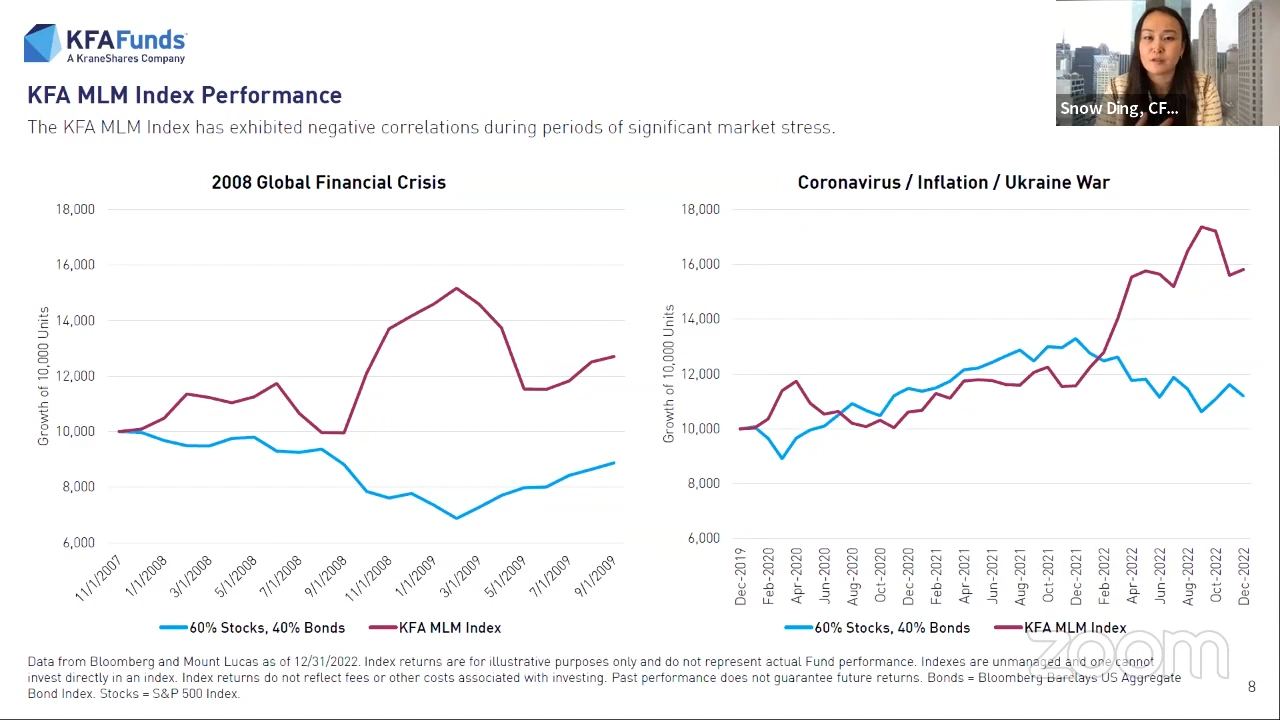 KFAFunds
A KraneShares Company
Snow Ding, CF...
KFA MLM Index Performance
The KFA MLM Index has exhibited negative correlations during periods of significant market stress.
2008 Global Financial Crisis
18,000
16,000
14,000
12,000
10,000
8,000
6,000
Growth of 10,000 Units
11/1/2007
1/1/2008
3/1/2008
5/1/2008
7/1/2008
9/1/2008
11/1/2008
1/1/2009
3/1/2009
5/1/2009
7/1/2009
9/1/2009
60% Stocks, 40% Bonds
KFA MLM Index
Coronavirus / Inflation / Ukraine War
18,000
16,000
14,000
12,000
10,000
8,000
6,000
Growth of 10,000 Units
Dec-2019
Feb-2020
Apr-2020
Jun-2020
Aug-2020
Oct-2020
Dec-2020
Feb-2021
Apr-2021
Jun-2021
Aug-2021
Oct-2021
Dec-2021
Feb-2022
Apr-2022
Jun-2022
Aug-2022
Oct-2022
Dec-2022
60% Stocks, 40% Bonds
KFA MLM Index
zoom
Data from Bloomberg and Mount Lucas as of 12/31/2022. Index returns are for illustrative purposes only and do not represent actual Fund performance. Indexes are unmanaged and one cannot
invest directly in an index. Index returns do not reflect fees or other costs associated with investing. Past performance does not guarantee future returns. Bonds = Bloomberg Barclays US Aggregate
Bond Index. Stocks = S&P 500 Index.
8